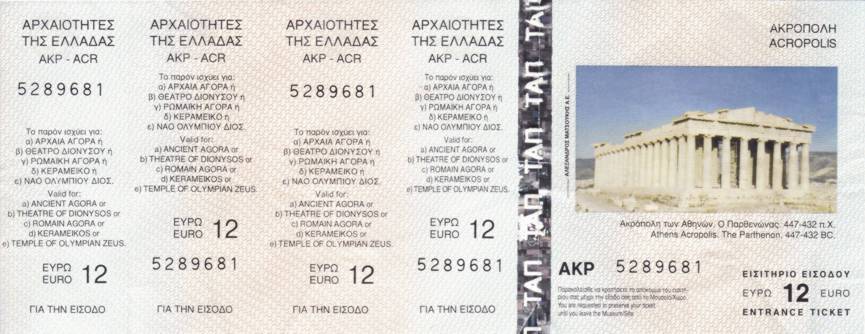 ΑΡΧΑΙΟΤΗΤΕΣ
ΤΗΣ ΕΛΛΑΔΑΣ
ΑΚΡ - ACR
5289681
Το παρόν ισχύει για:
α) ΑΡΧΑΙΑ ΑΓΟΡΑ ή
β) ΘΕΑΤΡΟ ΔΙΟΝΥΣΟΥ ή
γ) ΡΩΜΑΙΚΗ ΑΓΟΡΑ ή
δ) ΚΕΡΑΜΕΙΚΟ ή
ε) ΝΑΟ ΟΛΥΜΠΙΟΥ ΔΙΟΣ.
Valid for:
a) ANCIENT AGORA or
b) THEATRE OF DIONYSOS or
c) ROMAIN AGORA or
d) KERAMEIKOS or
e) TEMPLE OF OLYMPIAN ZEUS.
ΕΥΡΩ
EURO 12
ΓΙΑ ΤΗΝ ΕΙΣΟΔΟ
ΑΡΧΑΙΟΤΗΤΕΣ
ΤΗΣ ΕΛΛΑΔΑΣ
ΑΚΡ - ACR
Το παρόν ισχύει για:
α) ΑΡΧΑΙΑ ΑΓΟΡΑ ή
β) ΘΕΑΤΡΟ ΔΙΟΝΥΣΟΥ ή
γ) ΡΩΜΑΙΚΗ ΑΓΟΡΑ ή
δ) ΚΕΡΑΜΕΙΚΟ ή
ε) ΝΑΟ ΟΛΥΜΠΙΟΥ ΔΙΟΣ.
Valid for:
a) ANCIENT AGORA or
b) THEATRE OF DIONYSOS or
c) ROMAIN AGORA or
d) KERAMEIKOS or
e) TEMPLE OF OLYMPIAN ZEUS.
ΕΥΡΩ
EURO 12
5289681
ΓΙΑ ΤΗΝ ΕΙΣΟΔΟ
ΑΡΧΑΙΟΤΗΤΕΣ
ΤΗΣ ΕΛΛΑΔΑΣ
ΑΚΡ - ACR
5289681
Το παρόν ισχύει για:
α) ΑΡΧΑΙΑ ΑΓΟΡΑ ή
β) ΘΕΑΤΡΟ ΔΙΟΝΥΣΟΥ ή
γ) ΡΩΜΑΙΚΗ ΑΓΟΡΑ ή
δ) ΚΕΡΑΜΕΙΚΟ ή
ε) ΝΑΟ ΟΛΥΜΠΙΟΥ ΔΙΟΣ.
Valid for:
a) ANCIENT AGORA or
b) THEATRE OF DIONYSOS or
c) ROMAIN AGORA or
d) KERAMEIKOS or
e) TEMPLE OF OLYMPIAN ZEUS.
ΕΥΡΩ
EURO 12
ΓΙΑ ΤΗΝ ΕΙΣΟΔΟ
ΑΡΧΑΙΟΤΗΤΕΣ
ΤΗΣ ΕΛΛΑΔΑΣ
ΑΚΡ - ACR
Το παρόν ισχύει για:
α) ΑΡΧΑΙΑ ΑΓΟΡΑ ή
β) ΘΕΑΤΡΟ ΔΙΟΝΥΣΟΥ ή
γ) ΡΩΜΑΙΚΗ ΑΓΟΡΑ ή
δ) ΚΕΡΑΜΕΙΚΟ ή
ε) ΝΑΟ ΟΛΥΜΠΙΟΥ ΔΙΟΣ.
Valid for:
a) ANCIENT AGORA or
b) THEATRE OF DIONYSOS or
c) ROMAIN AGORA or
d) KERAMEIKOS or
e) TEMPLE OF OLYMPIAN ZEUS.
ΕΥΡΩ
EURO 12
5289681
ΓΙΑ ΤΗΝ ΕΙΣΟΔΟ
ΤΑΠ ΤΑΠ ΤΑΠ ΤΑΠ ΤΑΠ
ΑΚΡΟΠΟΛΗ
ACROPOLIS
ΑΛΕΞΑΝΔΡΟΣ ΜΑΤΣΟΥΚΗΣ Α.Ε.
Ακρόπολη των Αθηνών. Ο Παρθενώνας. 447-432 π.Χ.
Athens Acropolis. The Parthenon. 447-432 BC.
ΑΚΡ 5289681
Παρακαλείσθε να κρατήσετε το απόκομμα του εισιτη-
ρίου σας μέχρι την έξοδό σας από το Μουσείο/Χώρο.
You are requested to preserve your ticket
until you leave the Museum/Site
ΕΙΣΙΤΗΡΙΟ ΕΙΣΟΔΟΥ
ΕΥΡΩ 12 EURO
ENTRANCE TICKET